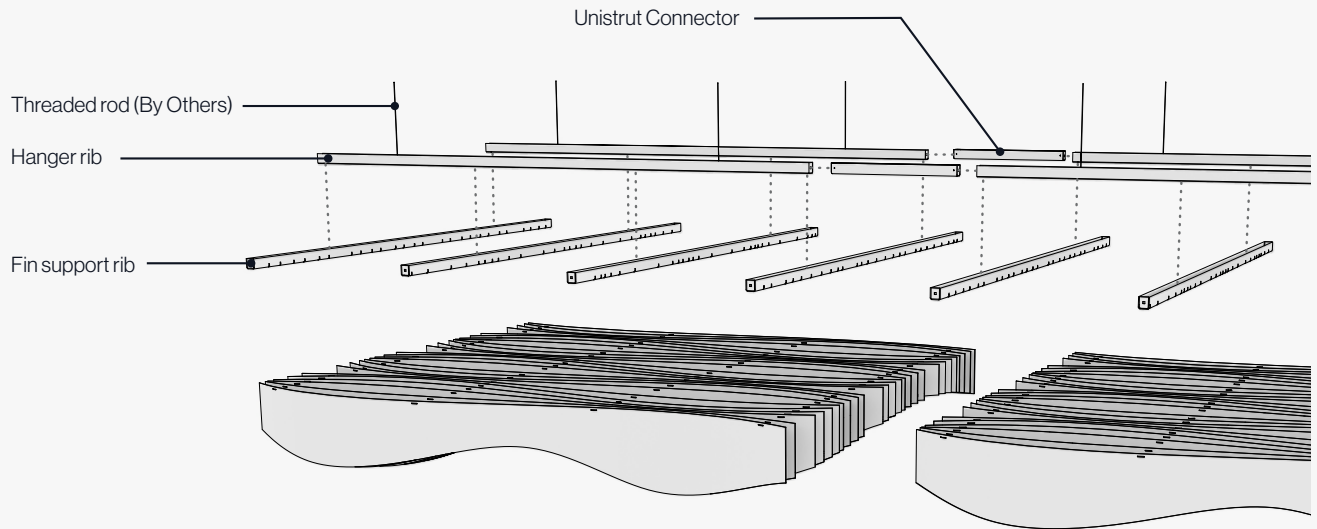 Unistrut Connector
Threaded rod (By Others)
Hanger rib
Fin support rib